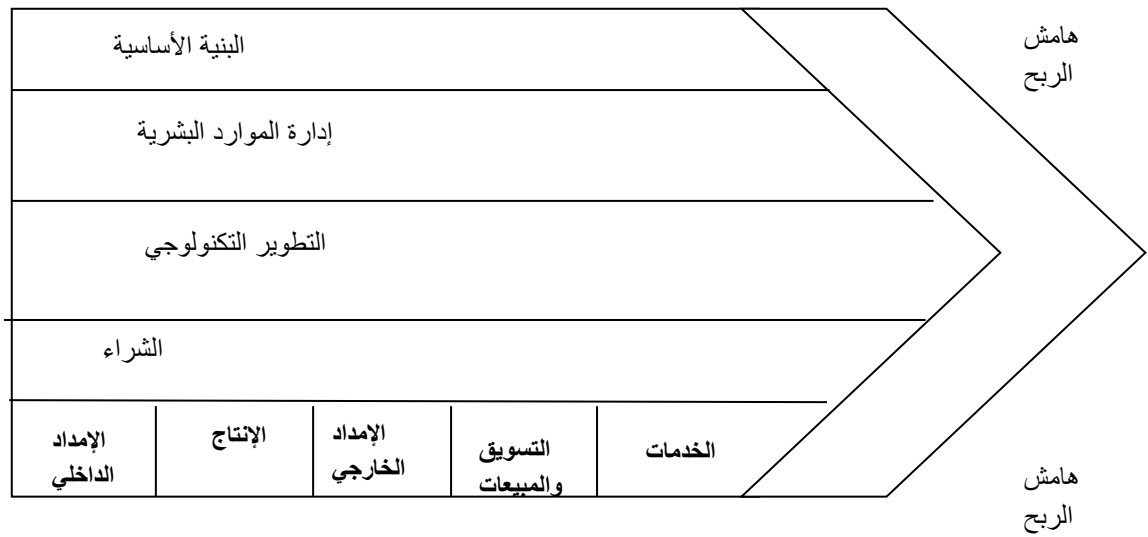 البنية الأساسية
هامش
الربح
إدارة الموارد البشرية
التطوير التكنولوجي
الشراء
الإمداد
الداخلي
الإنتاج
الإمداد
الخارجي
التسويق
والمبيعات
الخدمات
هامش
الربح